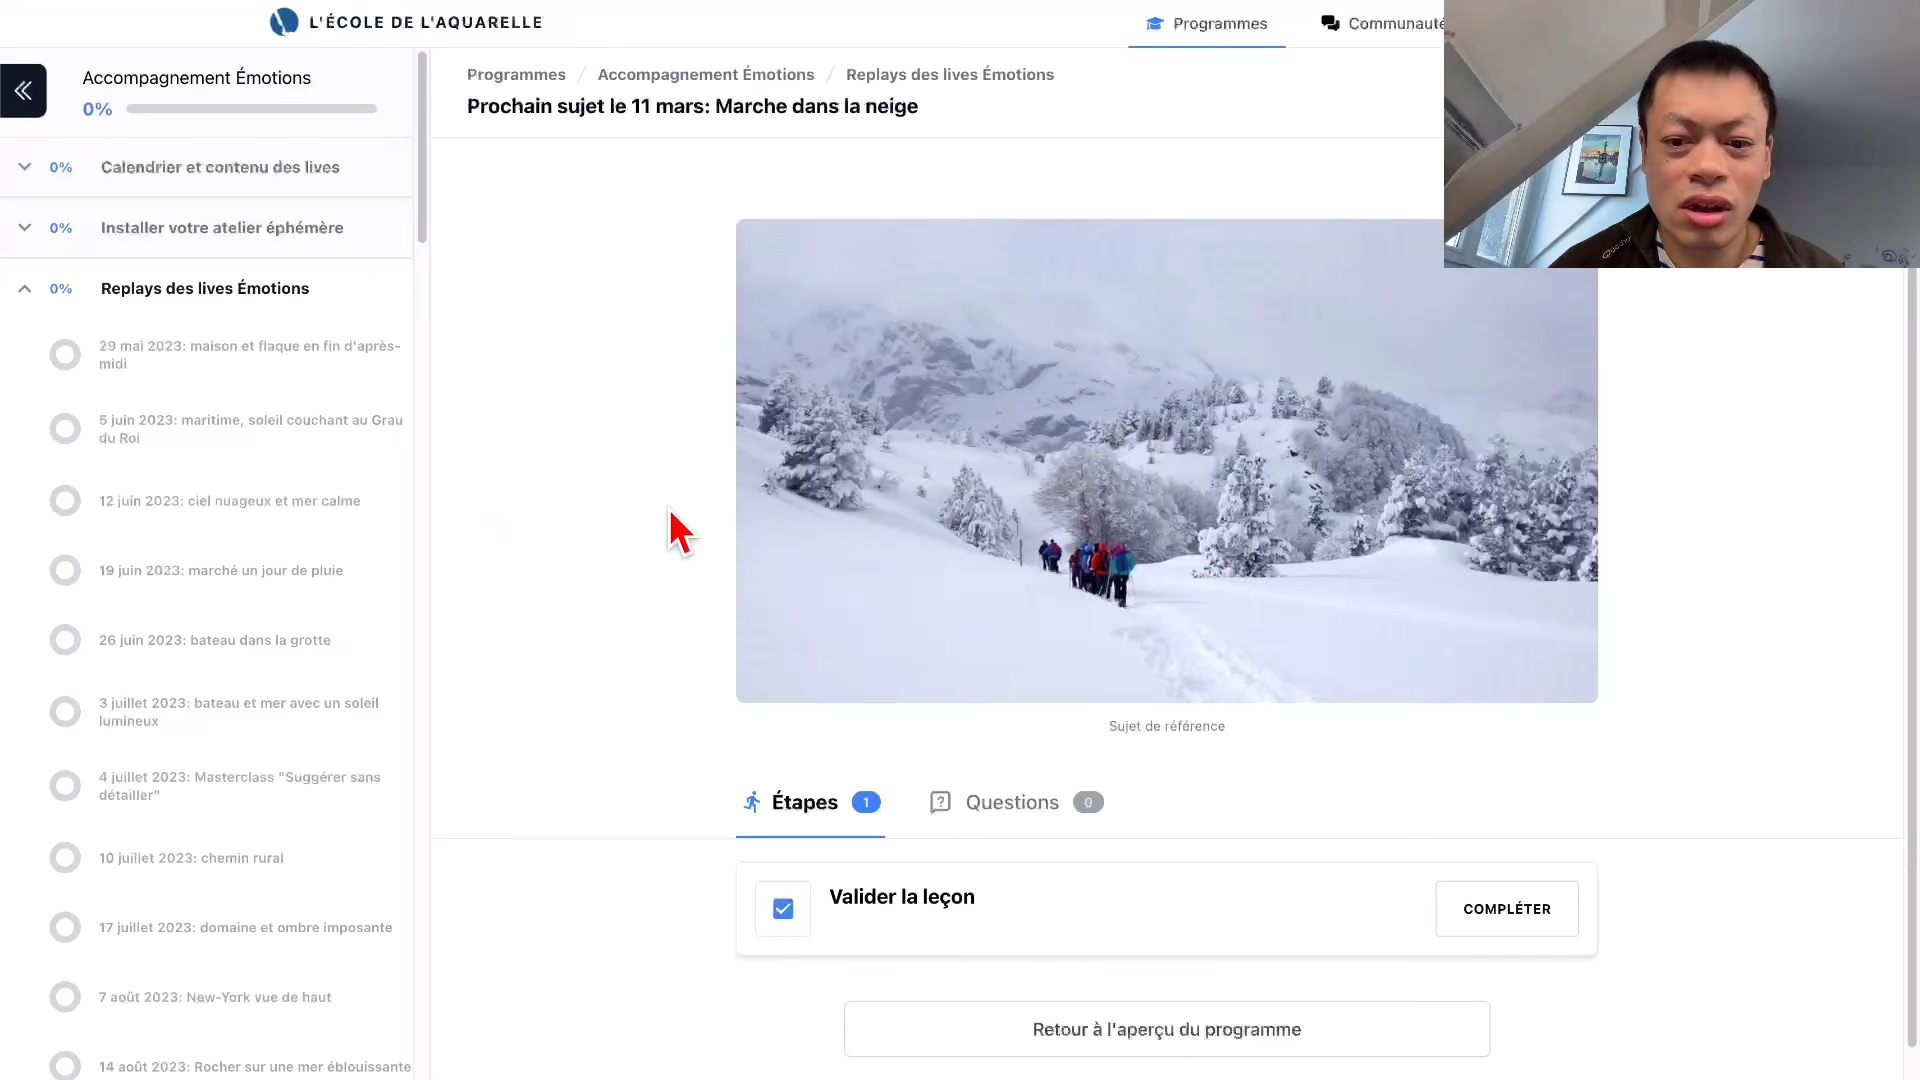 L'ÉCOLE DE L'AQUARELLE
Programmes
Communauté
Accompagnement Émotions
0%
0% Calendrier et contenu des lives
0% Installer votre atelier éphémère
0% Replays des lives Émotions
29 mai 2023: maison et flaque en fin d'après-
midi
5 juin 2023: maritime, soleil couchant au Grau
du Roi
12 juin 2023: ciel nuageux et mer calme
19 juin 2023: marché un jour de pluie
26 juin 2023: bateau dans la grotte
3 juillet 2023: bateau et mer avec un soleil
lumineux
4 juillet 2023: Masterclass "Suggérer sans
détailler"
10 juillet 2023: chemin rural
17 juillet 2023: domaine et ombre imposante
7 août 2023: New-York vue de haut
14 août 2023: Rocher sur une mer éblouissante
Programmes / Accompagnement Émotions / Replays des lives Émotions
Prochain sujet le 11 mars: Marche dans la neige
Sujet de référence
Étapes 1
Questions 0
Valider la leçon
COMPLÉTER
Retour à l'aperçu du programme